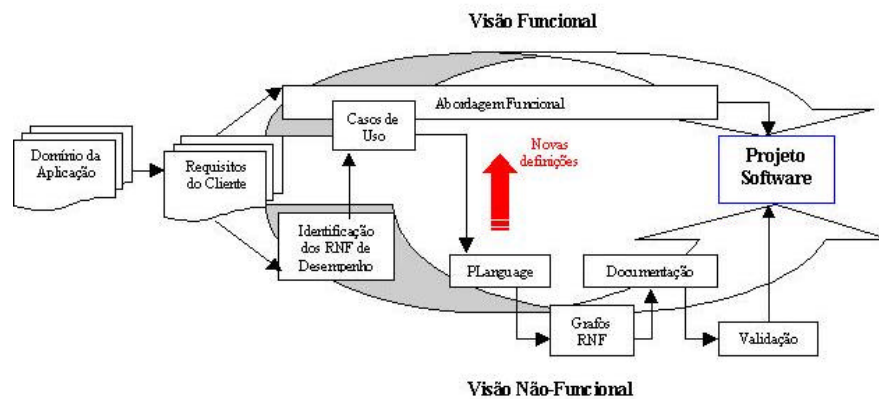 Visão Funcional
Abordagem Funcional
Casos de
Uso
Domínio da
Aplicação
Requisitos
do Cliente
Novas
definições
Projeto
Software
Identificação
dos RNF de
Desempenho
PLanguage
Documentação
Grafos
RNF
Validação
Visão Não-Funcional